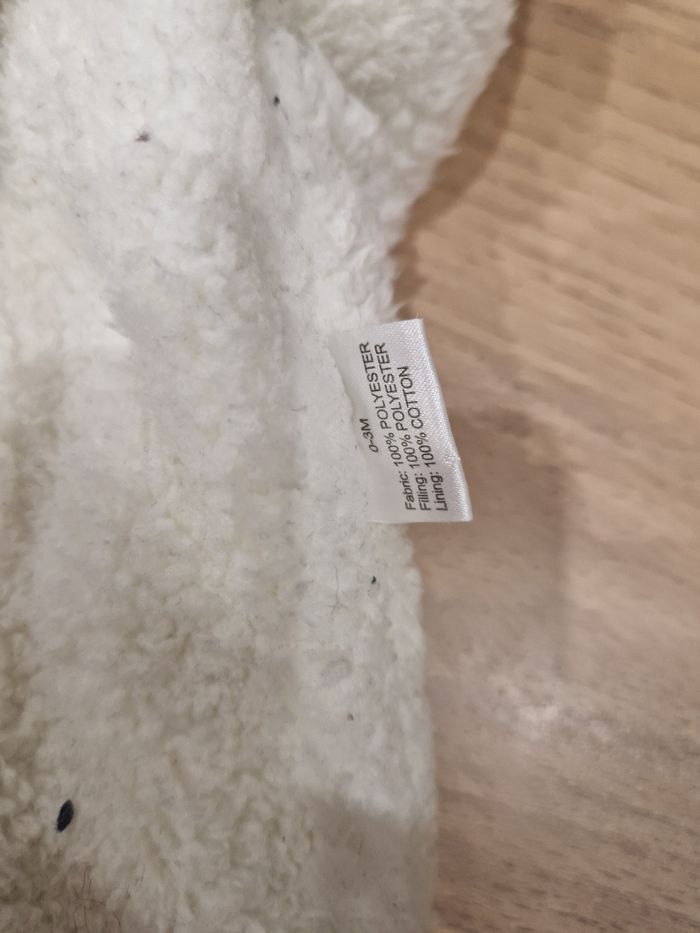 0-3M
Fabric: 100% POLYESTER
Filling: 100% POLYESTER
Lining: 100% COTTON